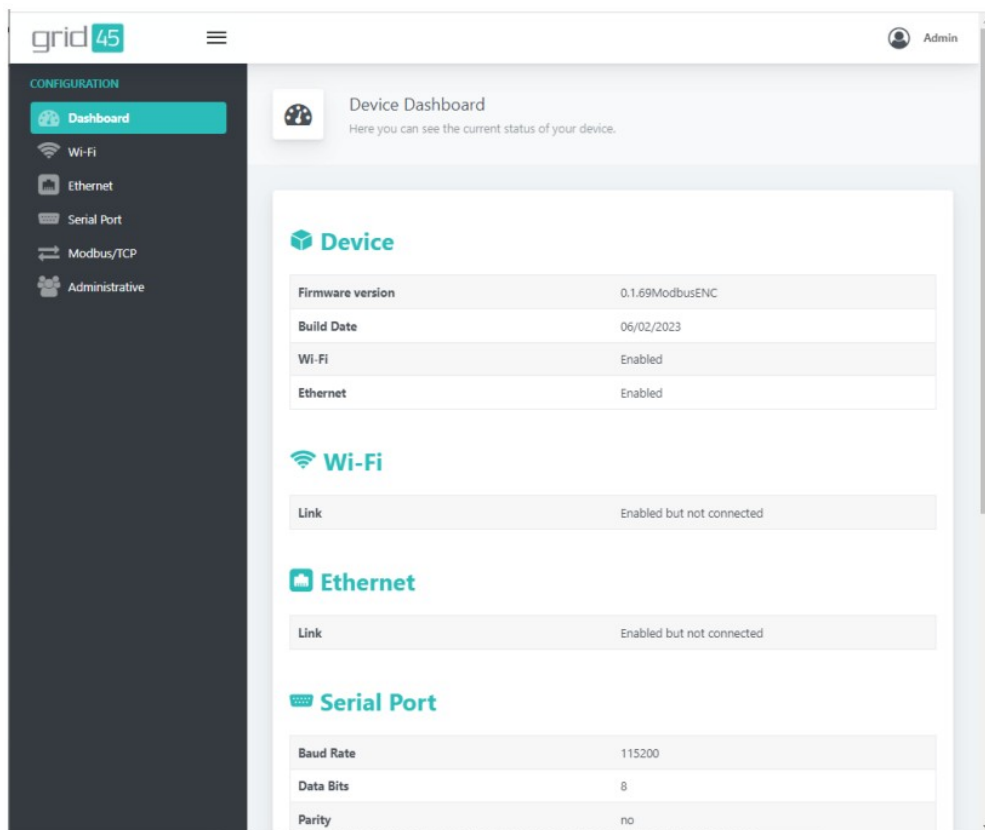 grid 45
Admin
CONFIGURATION
Dashboard
Wi-Fi
Ethernet
Serial Port
Modbus/TCP
Administrative
Device Dashboard
Here you can see the current status of your device.
Device
Firmware version 0.1.69ModbusENC
Build Date 06/02/2023
Wi-Fi Enabled
Ethernet Enabled
Wi-Fi
Link Enabled but not connected
Ethernet
Link Enabled but not connected
Serial Port
Baud Rate 115200
Data Bits 8
Parity no